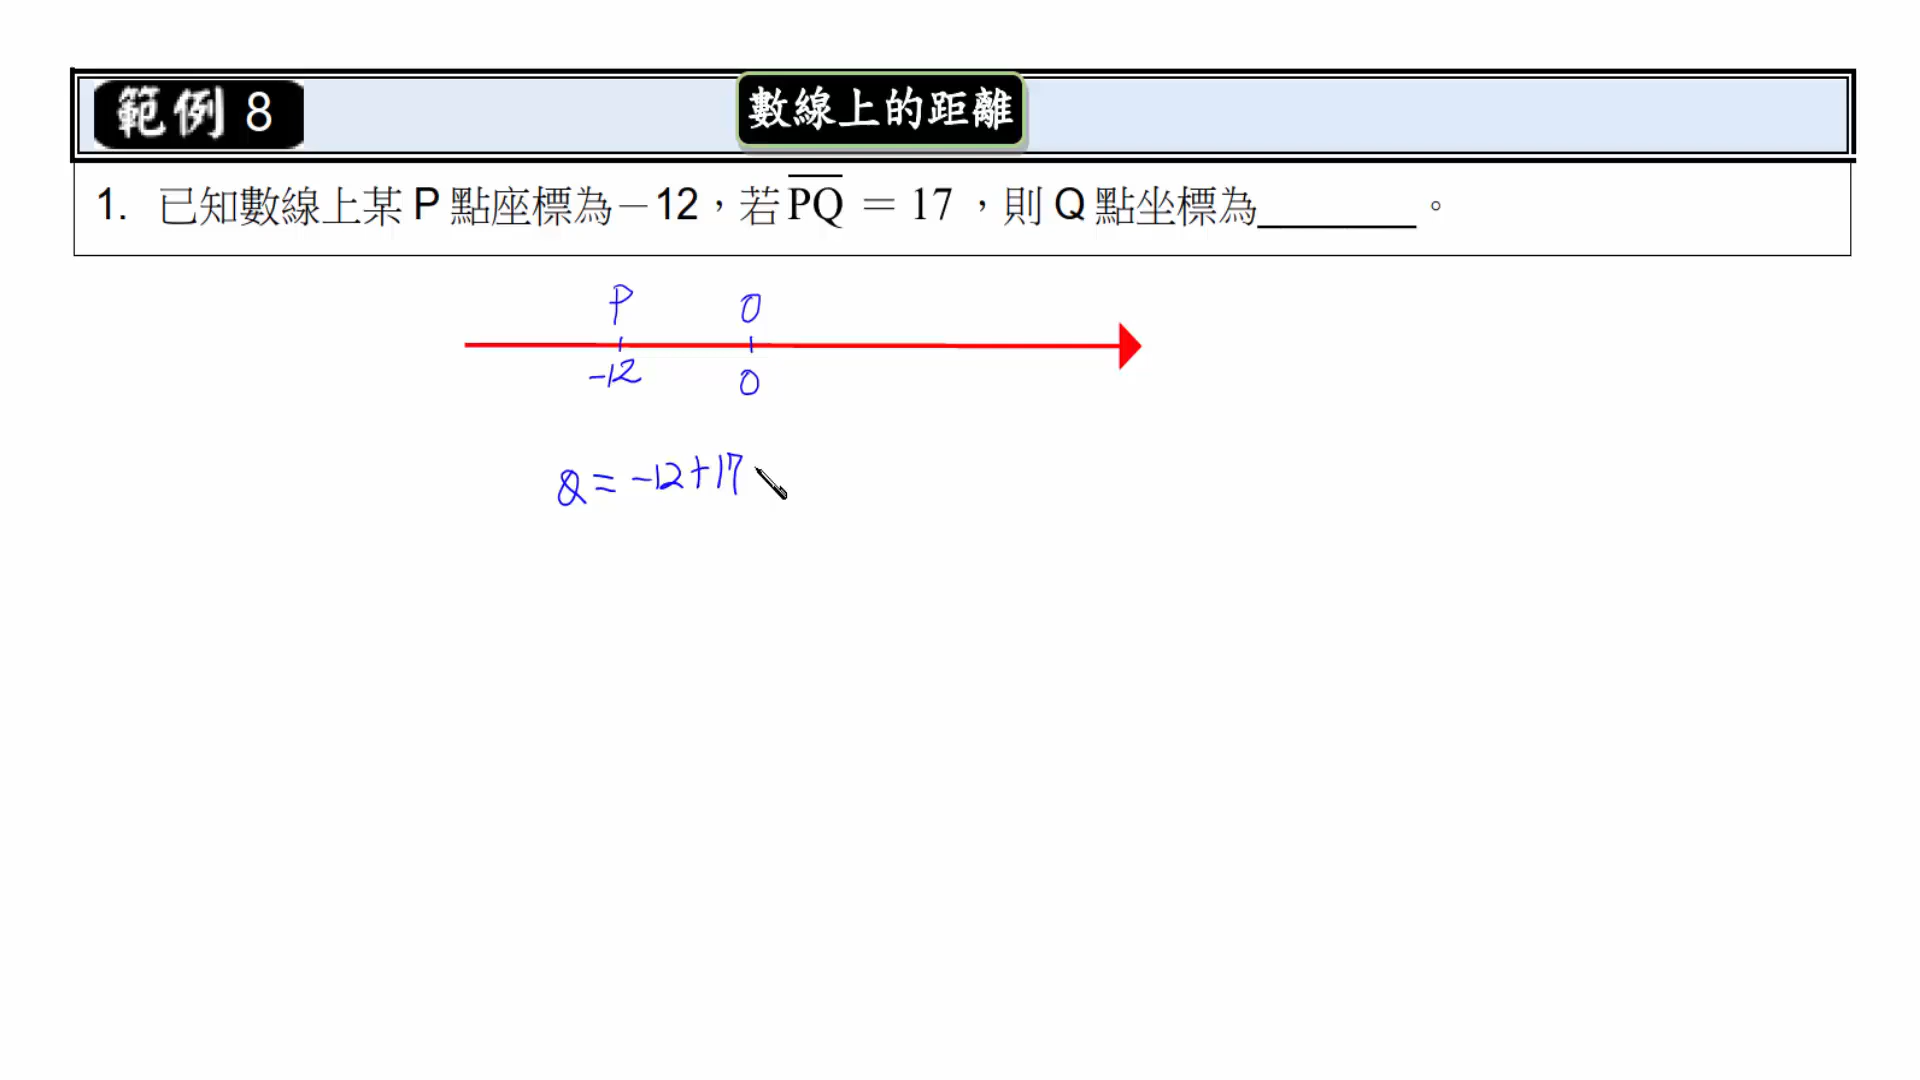 範例 8
數線上的距離
1. 已知數線上某 P 點座標為－12，若 PQ = 17，則 Q 點坐標為________。
P 0
-12 0
Q = -12+17